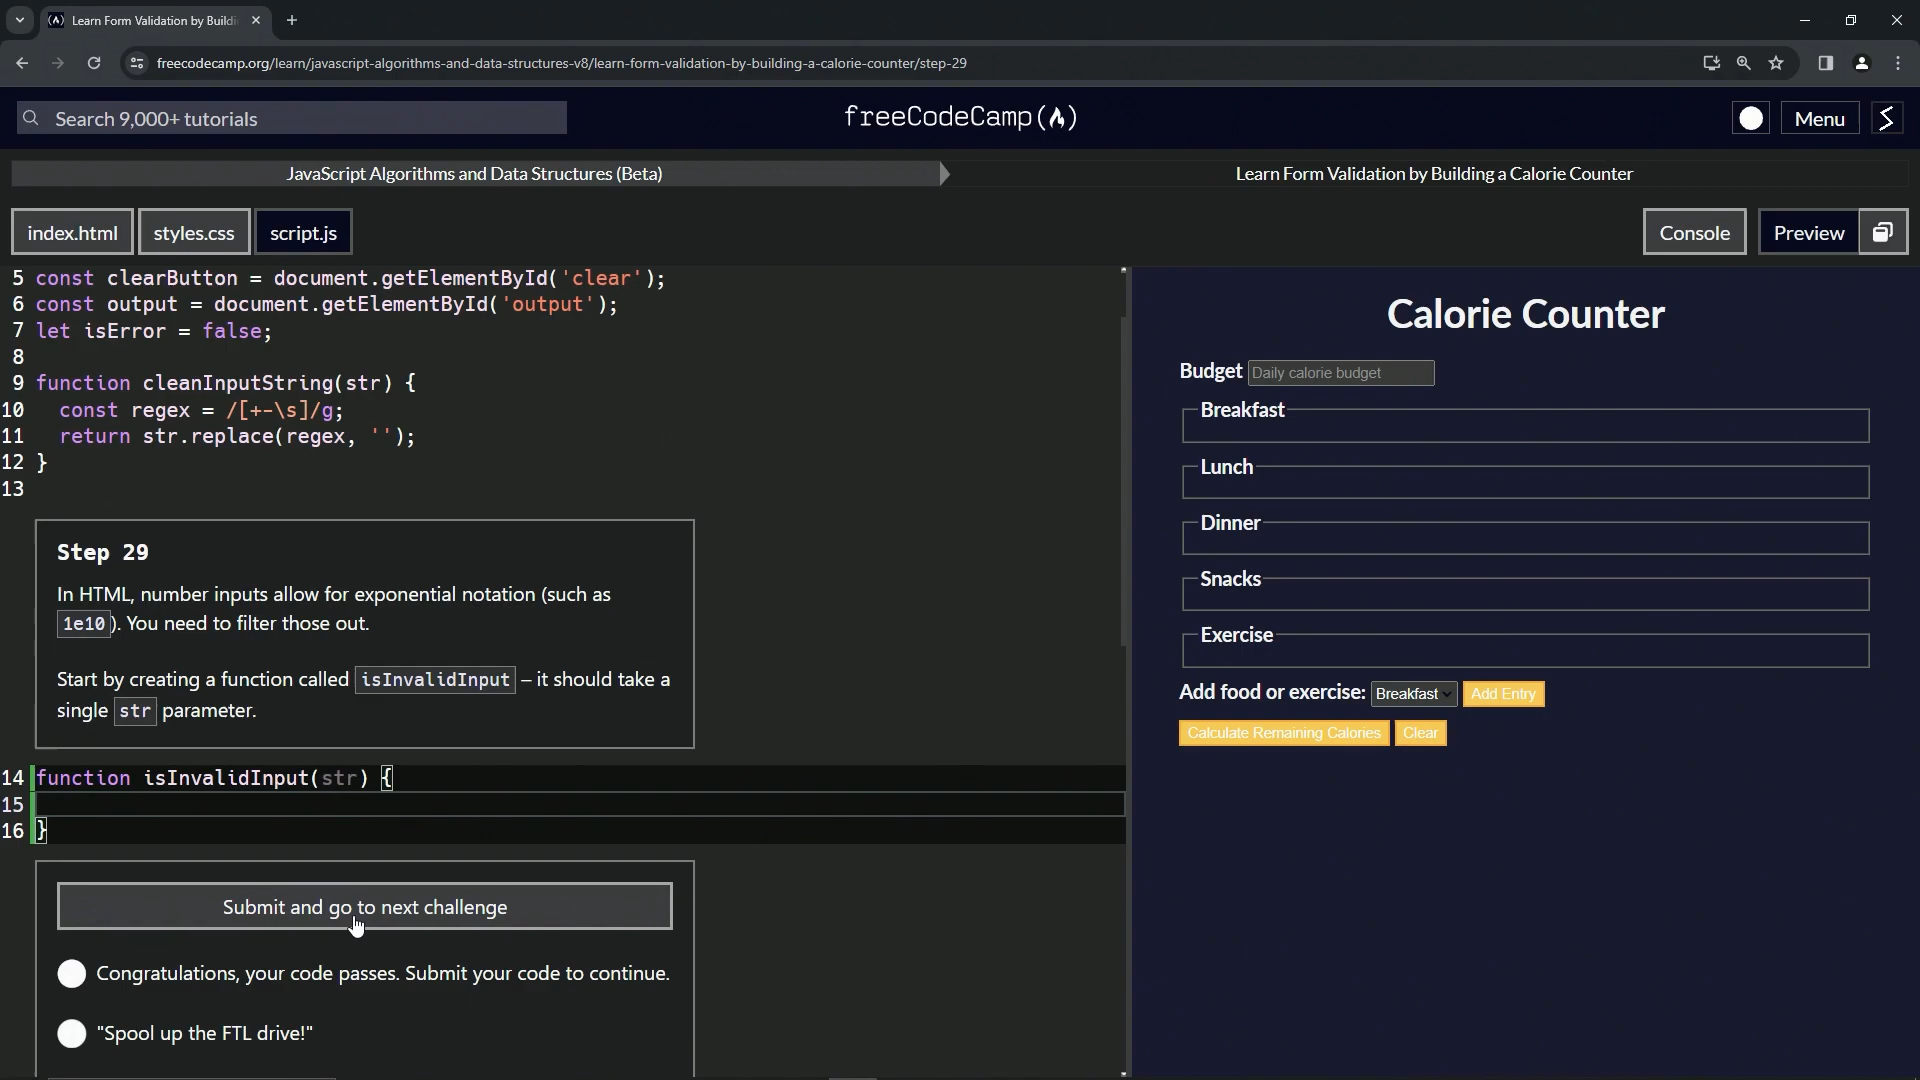 Learn Form Validation by Buildi
freecodecamp.org/learn/javascript-algorithms-and-data-structures-v8/learn-form-validation-by-building-a-calorie-counter/step-29
Search 9,000+ tutorials
freeCodeCamp
Menu
JavaScript Algorithms and Data Structures (Beta)
Learn Form Validation by Building a Calorie Counter
index.html
styles.css
script.js
Console
Preview
5 const clearButton = document.getElementById('clear');
6 const output = document.getElementById('output');
7 let isError = false;
8
9 function cleanInputString(str) {
10 const regex = /[+-\s]/g;
11 return str.replace(regex, '');
12 }
13
Step 29
In HTML, number inputs allow for exponential notation (such as
1e10). You need to filter those out.
Start by creating a function called isInvalidInput – it should take a
single str parameter.
14 function isInvalidInput(str) {
15
16 }
Submit and go to next challenge
Congratulations, your code passes. Submit your code to continue.
"Spool up the FTL drive!"
Calorie Counter
Budget Daily calorie budget
Breakfast
Lunch
Dinner
Snacks
Exercise
Add food or exercise: Breakfast Add Entry
Calculate Remaining Calories Clear